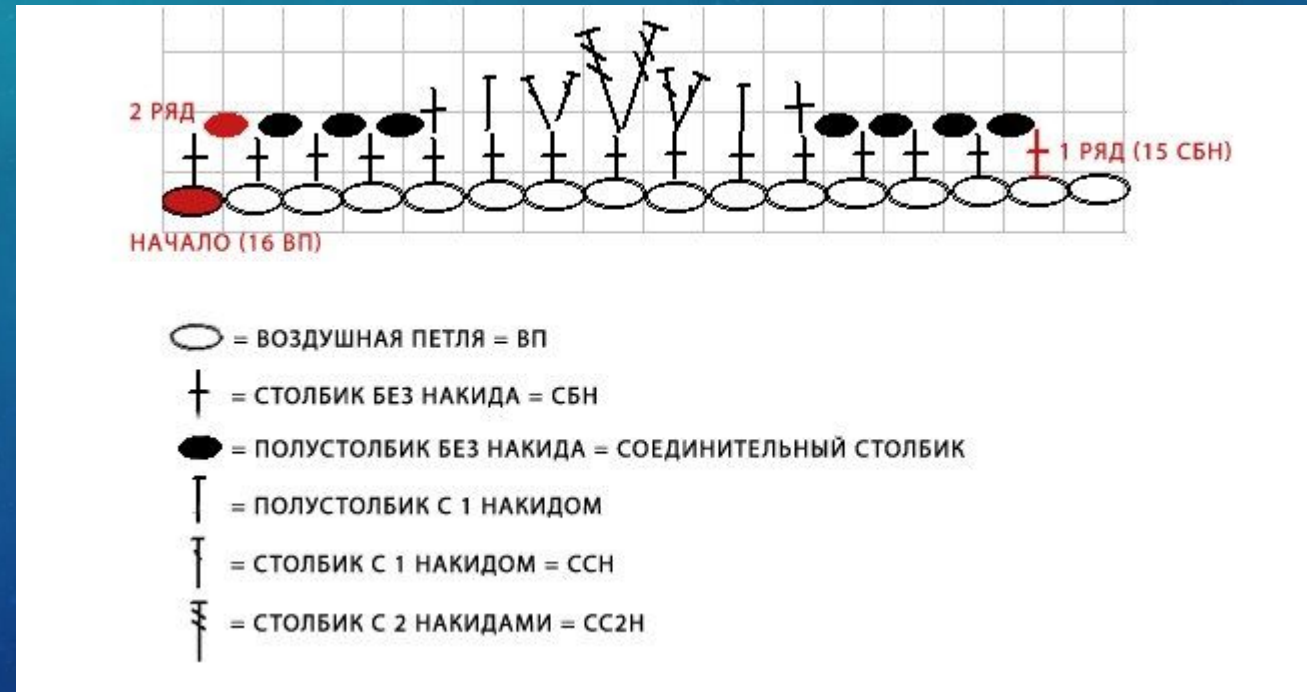 2 РЯД
1 РЯД (15 СБН)
НАЧАЛО (16 ВП)
= ВОЗДУШНАЯ ПЕТЛЯ = ВП
= СТОЛБИК БЕЗ НАКИДА = СБН
= ПОЛУСТОЛБИК БЕЗ НАКИДА = СОЕДИНИТЕЛЬНЫЙ СТОЛБИК
= ПОЛУСТОЛБИК С 1 НАКИДОМ
= СТОЛБИК С 1 НАКИДОМ = ССН
= СТОЛБИК С 2 НАКИДАМИ = СС2Н